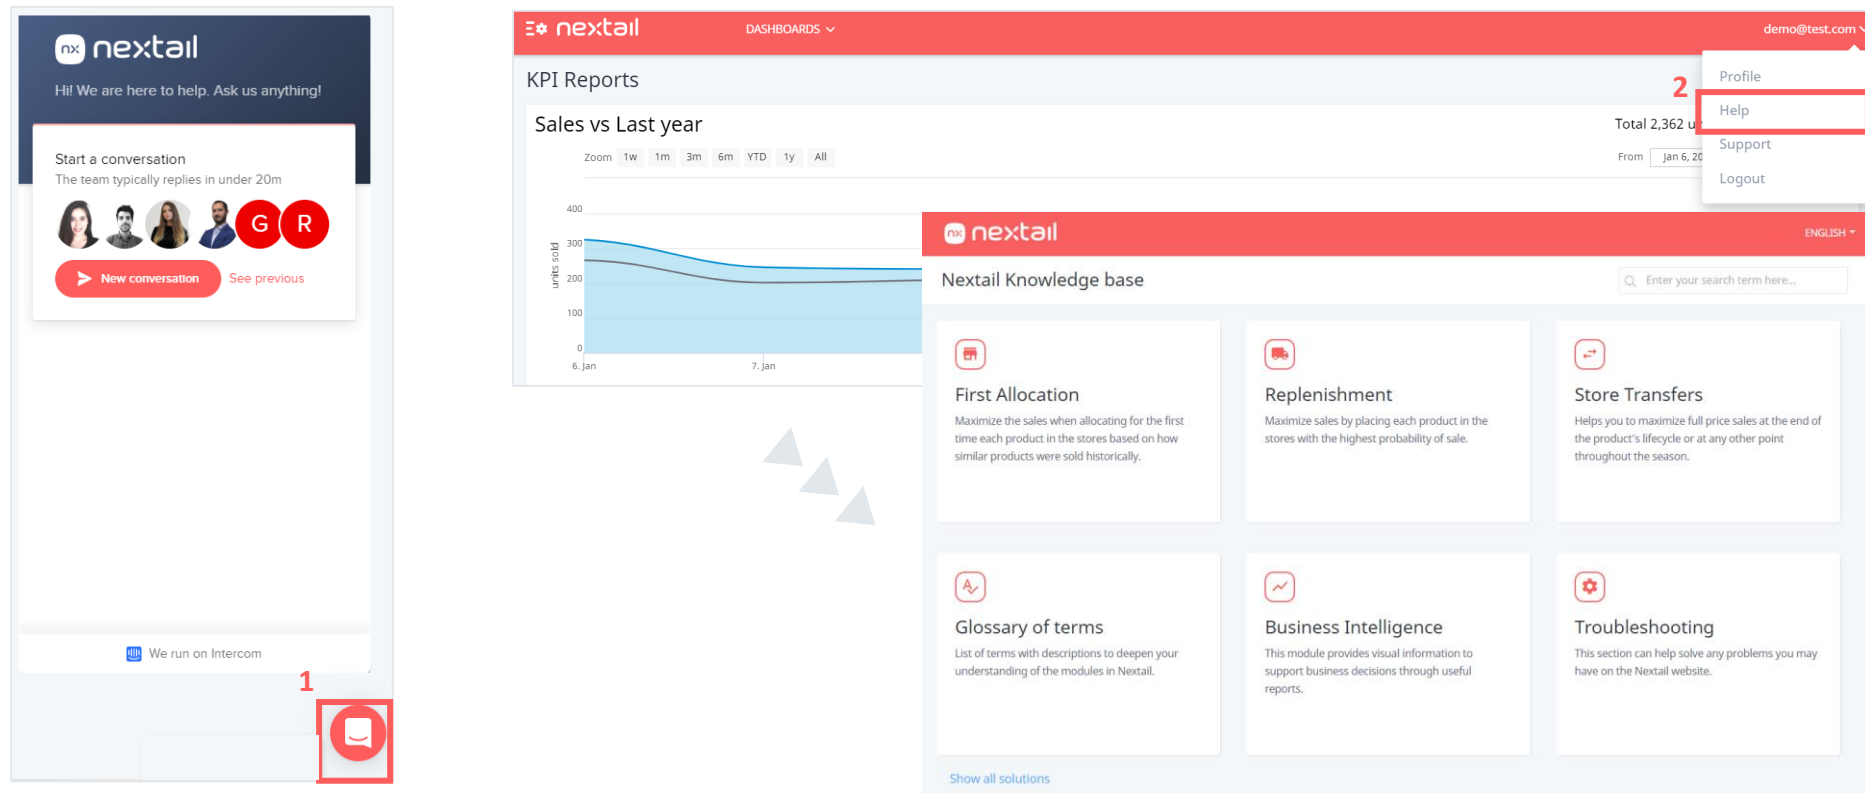 nx nextail
Hi! We are here to help. Ask us anything!
Start a conversation
The team typically replies in under 20m
G R
New conversation See previous
We run on Intercom
1
nextail DASHBOARDS demo@test.com
KPI Reports
Sales vs Last year
Total 2,362 u
Zoom 1w 1m 3m 6m YTD 1y All
From Jan 6, 20
400
300
200
100
0
units sold
6. Jan 7. Jan
2
Profile
Help
Support
Logout
nx nextail ENGLISH
Nextail Knowledge base
Enter your search term here...
First Allocation
Maximize the sales when allocating for the first
time each product in the stores based on how
similar products were sold historically.
Replenishment
Maximize sales by placing each product in the
stores with the highest probability of sale.
Store Transfers
Helps you to maximize full price sales at the end of
the product's lifecycle or at any other point
throughout the season.
Glossary of terms
List of terms with descriptions to deepen your
understanding of the modules in Nextail.
Business Intelligence
This module provides visual information to
support business decisions through useful
reports.
Troubleshooting
This section can help solve any problems you may
have on the Nextail website.
Show all solutions